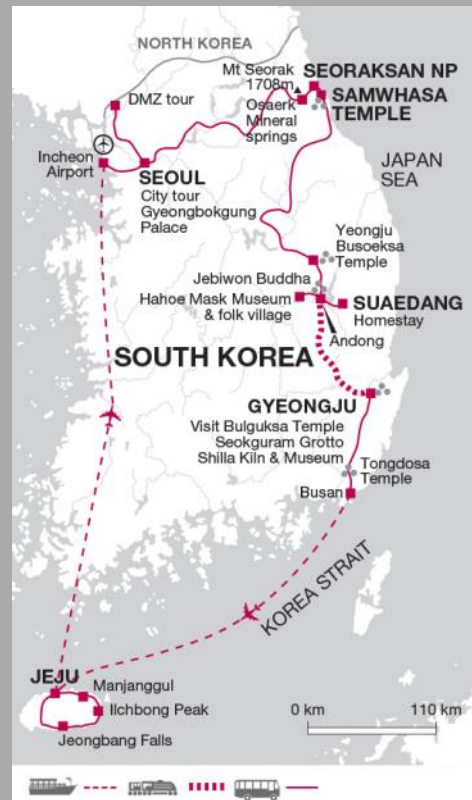 NORTH KOREA
Mt Seorak
1708m
SEORAKSAN NP
DMZ tour
Osaerk
Mineral
springs
SAMWHASA
TEMPLE
Incheon
Airport
SEOUL
City tour
Gyeongbokgung
Palace
JAPAN
SEA
Yeongju
Busoeksa
Temple
Jebiwon Buddha
Hahoe Mask Museum
& folk village
SUAEDANG
Homestay
Andong
SOUTH KOREA
GYEONGJU
Visit Bulguksa Temple
Seokguram Grotto
Shilla Kiln & Museum
Tongdosa
Temple
Busan
KOREA STRAIT
JEJU
Manjanggul
Ilchbong Peak
Jeongbang Falls
0 km
110 km